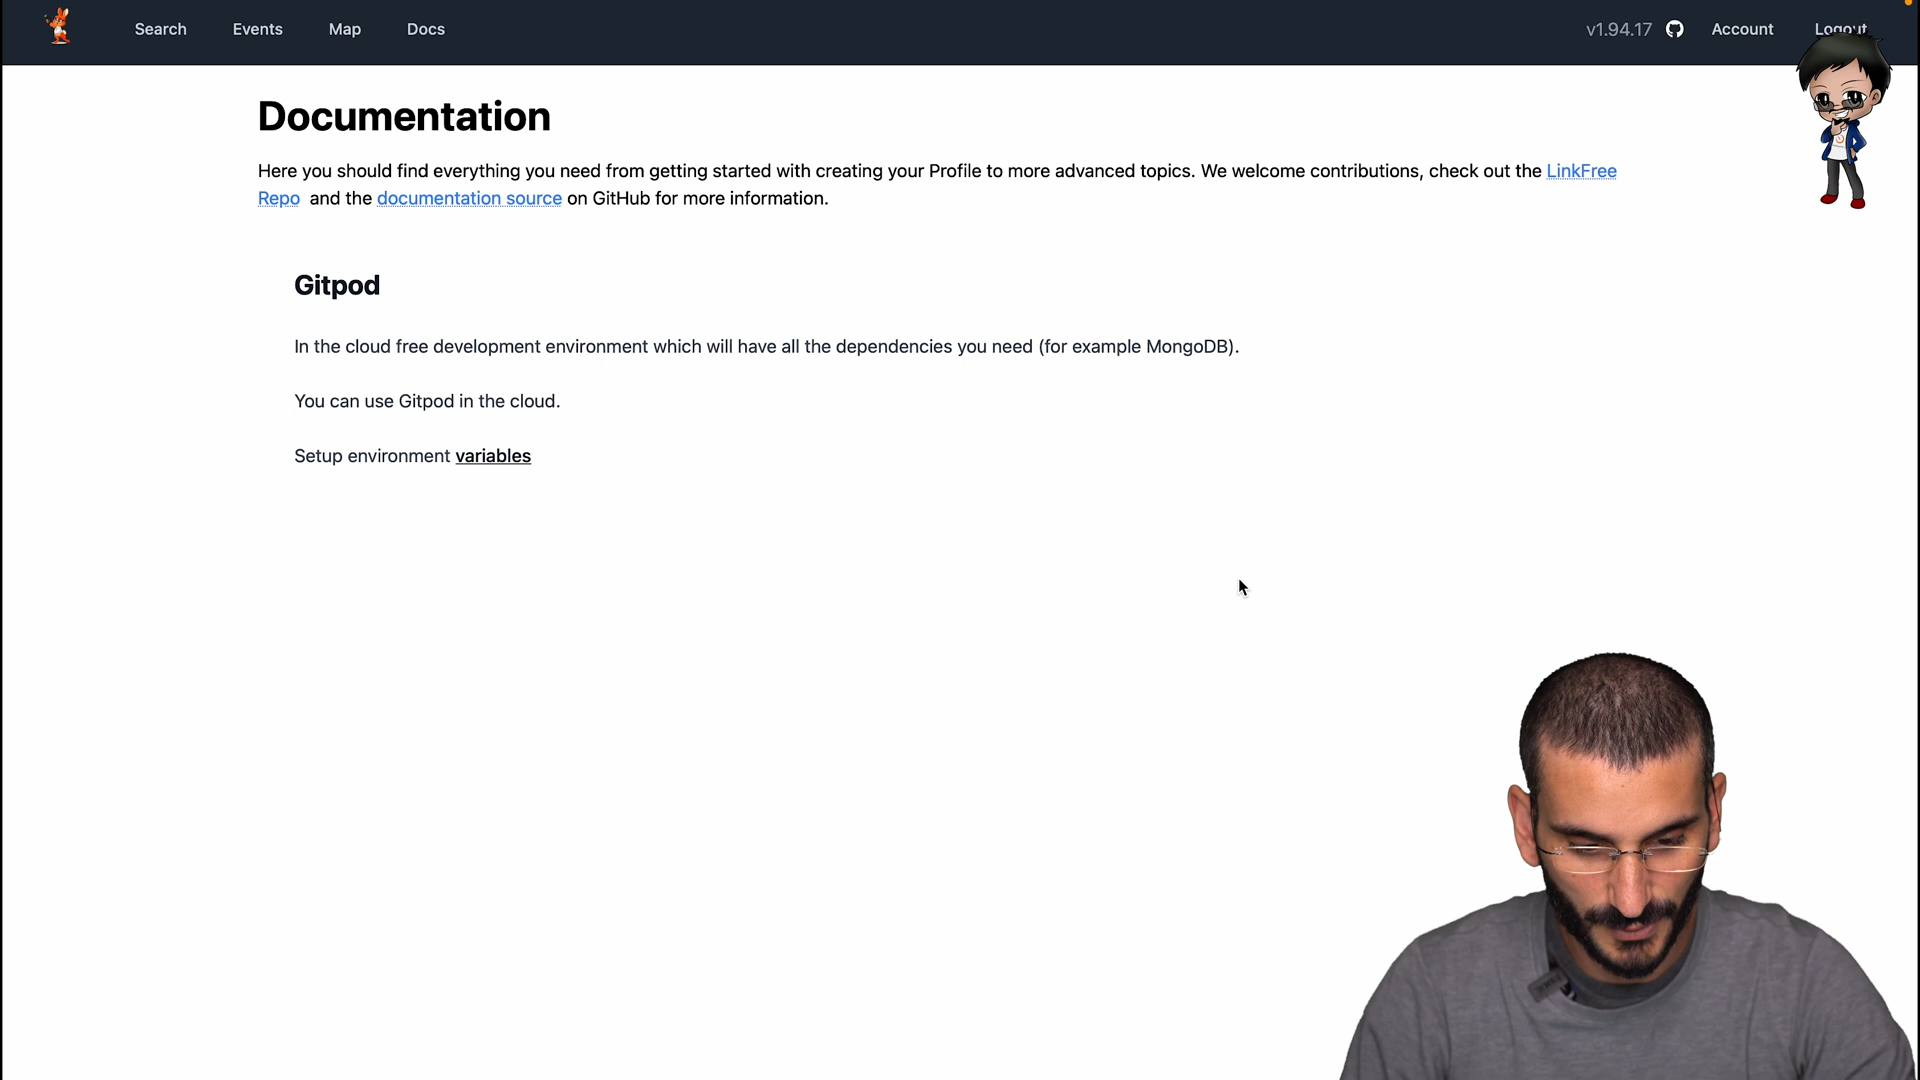 Search Events Map Docs v1.94.17 Account Logout
Documentation
Here you should find everything you need from getting started with creating your Profile to more advanced topics. We welcome contributions, check out the LinkFree
Repo and the documentation source on GitHub for more information.
Gitpod
In the cloud free development environment which will have all the dependencies you need (for example MongoDB).
You can use Gitpod in the cloud.
Setup environment variables